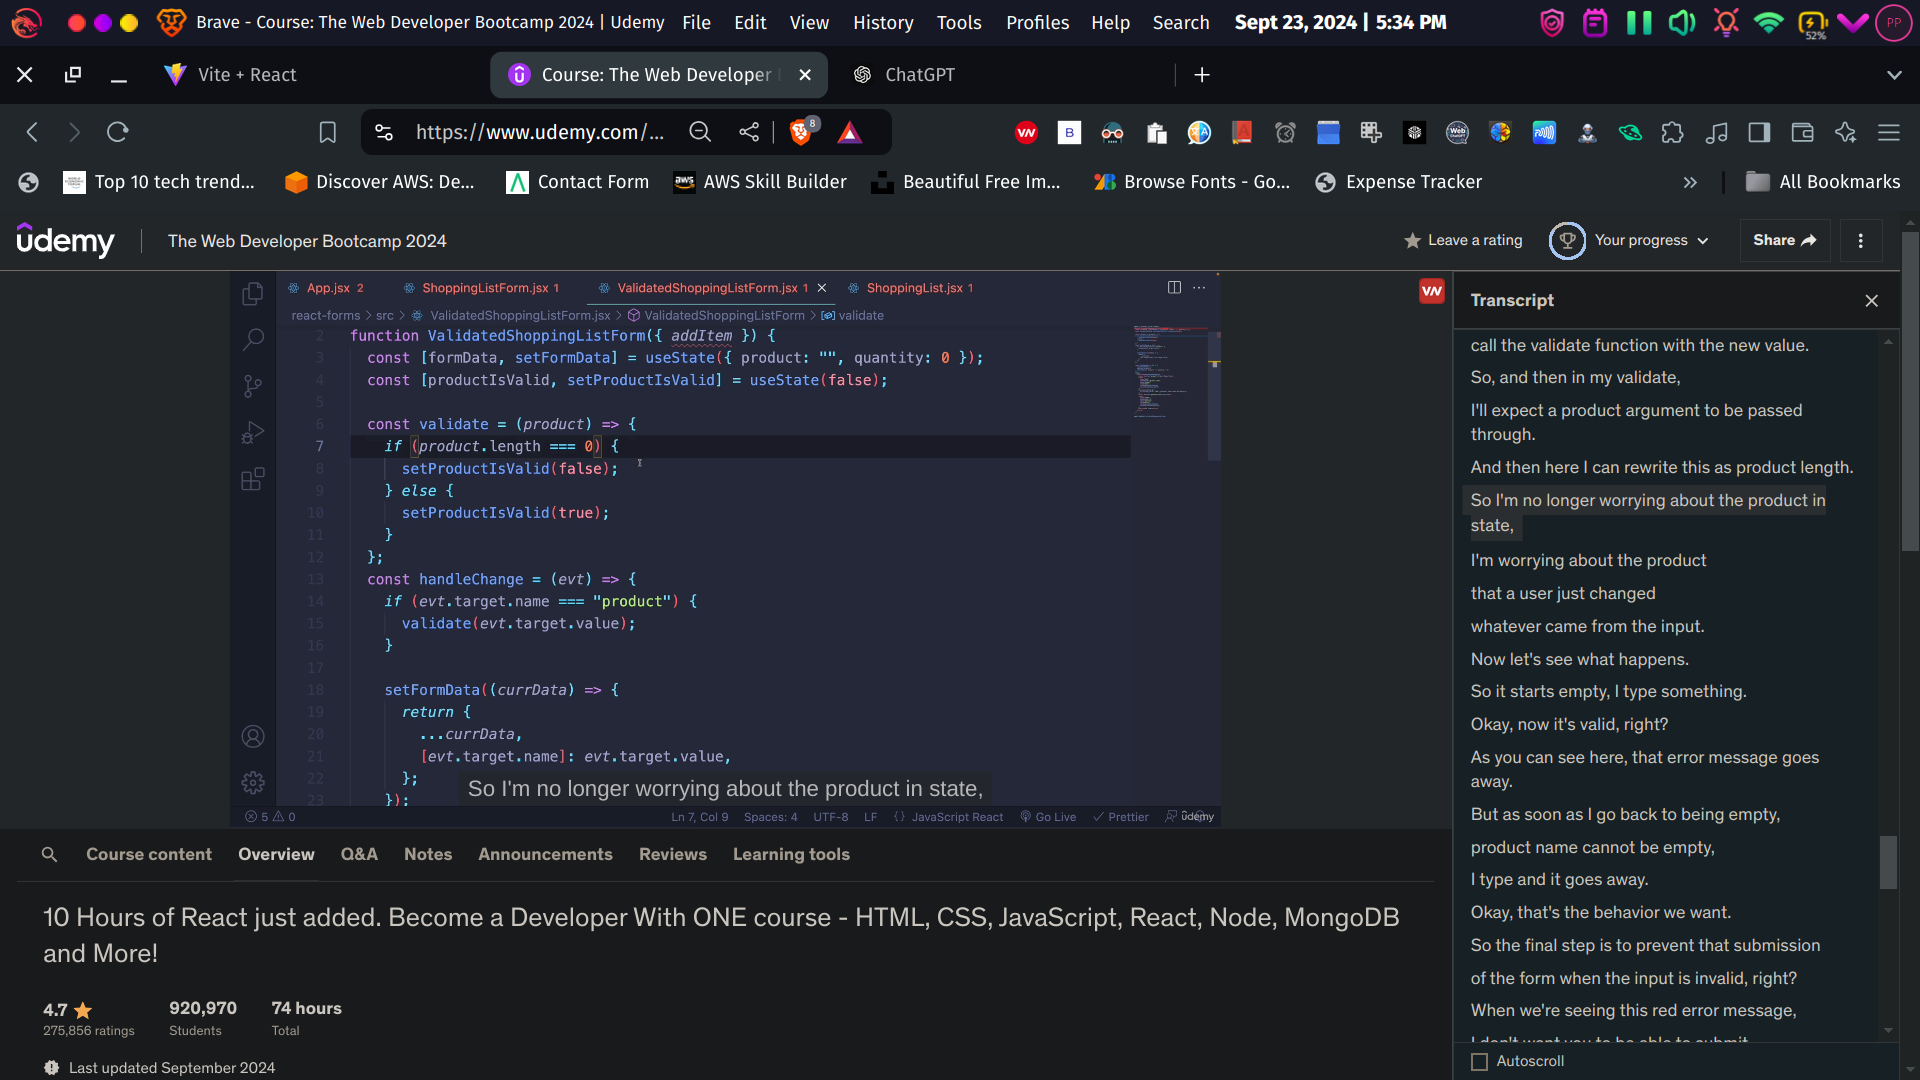 Brave - Course: The Web Developer Bootcamp 2024 | Udemy File Edit View History Tools Profiles Help Search Sept 23, 2024 | 5:34 PM 52% PP
Vite + React Course: The Web Developer ChatGPT
https://www.udemy.com/... 8
Top 10 tech trend... Discover AWS: De... Contact Form AWS Skill Builder Beautiful Free Im... Browse Fonts - Go... Expense Tracker All Bookmarks
udemy The Web Developer Bootcamp 2024 Leave a rating Your progress Share
App.jsx 2 ShoppingListForm.jsx 1 ValidatedShoppingListForm.jsx 1 ShoppingList.jsx 1
react-forms > src > ValidatedShoppingListForm.jsx > ValidatedShoppingListForm > validate
2 function ValidatedShoppingListForm({ addItem }) {
3 const [formData, setFormData] = useState({ product: "", quantity: 0 });
4 const [productIsValid, setProductIsValid] = useState(false);
5
6 const validate = (product) => {
7 if (product.length === 0) {
8 setProductIsValid(false);
9 } else {
10 setProductIsValid(true);
11 }
12 };
13 const handleChange = (evt) => {
14 if (evt.target.name === "product") {
15 validate(evt.target.value);
16 }
17
18 setFormData((currData) => {
19 return {
20 ...currData,
21 [evt.target.name]: evt.target.value,
22 };
23 });
So I'm no longer worrying about the product in state,
5 0 Ln 7, Col 9 Spaces: 4 UTF-8 LF {} JavaScript React Go Live Prettier udemy
Course content Overview Q&A Notes Announcements Reviews Learning tools
10 Hours of React just added. Become a Developer With ONE course - HTML, CSS, JavaScript, React, Node, MongoDB
and More!
4.7 920,970 74 hours
275,856 ratings Students Total
Last updated September 2024
Transcript
call the validate function with the new value.
So, and then in my validate,
I'll expect a product argument to be passed
through.
And then here I can rewrite this as product length.
So I'm no longer worrying about the product in
state,
I'm worrying about the product
that a user just changed
whatever came from the input.
Now let's see what happens.
So it starts empty, I type something.
Okay, now it's valid, right?
As you can see here, that error message goes
away.
But as soon as I go back to being empty,
product name cannot be empty,
I type and it goes away.
Okay, that's the behavior we want.
So the final step is to prevent that submission
of the form when the input is invalid, right?
When we're seeing this red error message,
I don't want you to be able to submit
Autoscroll